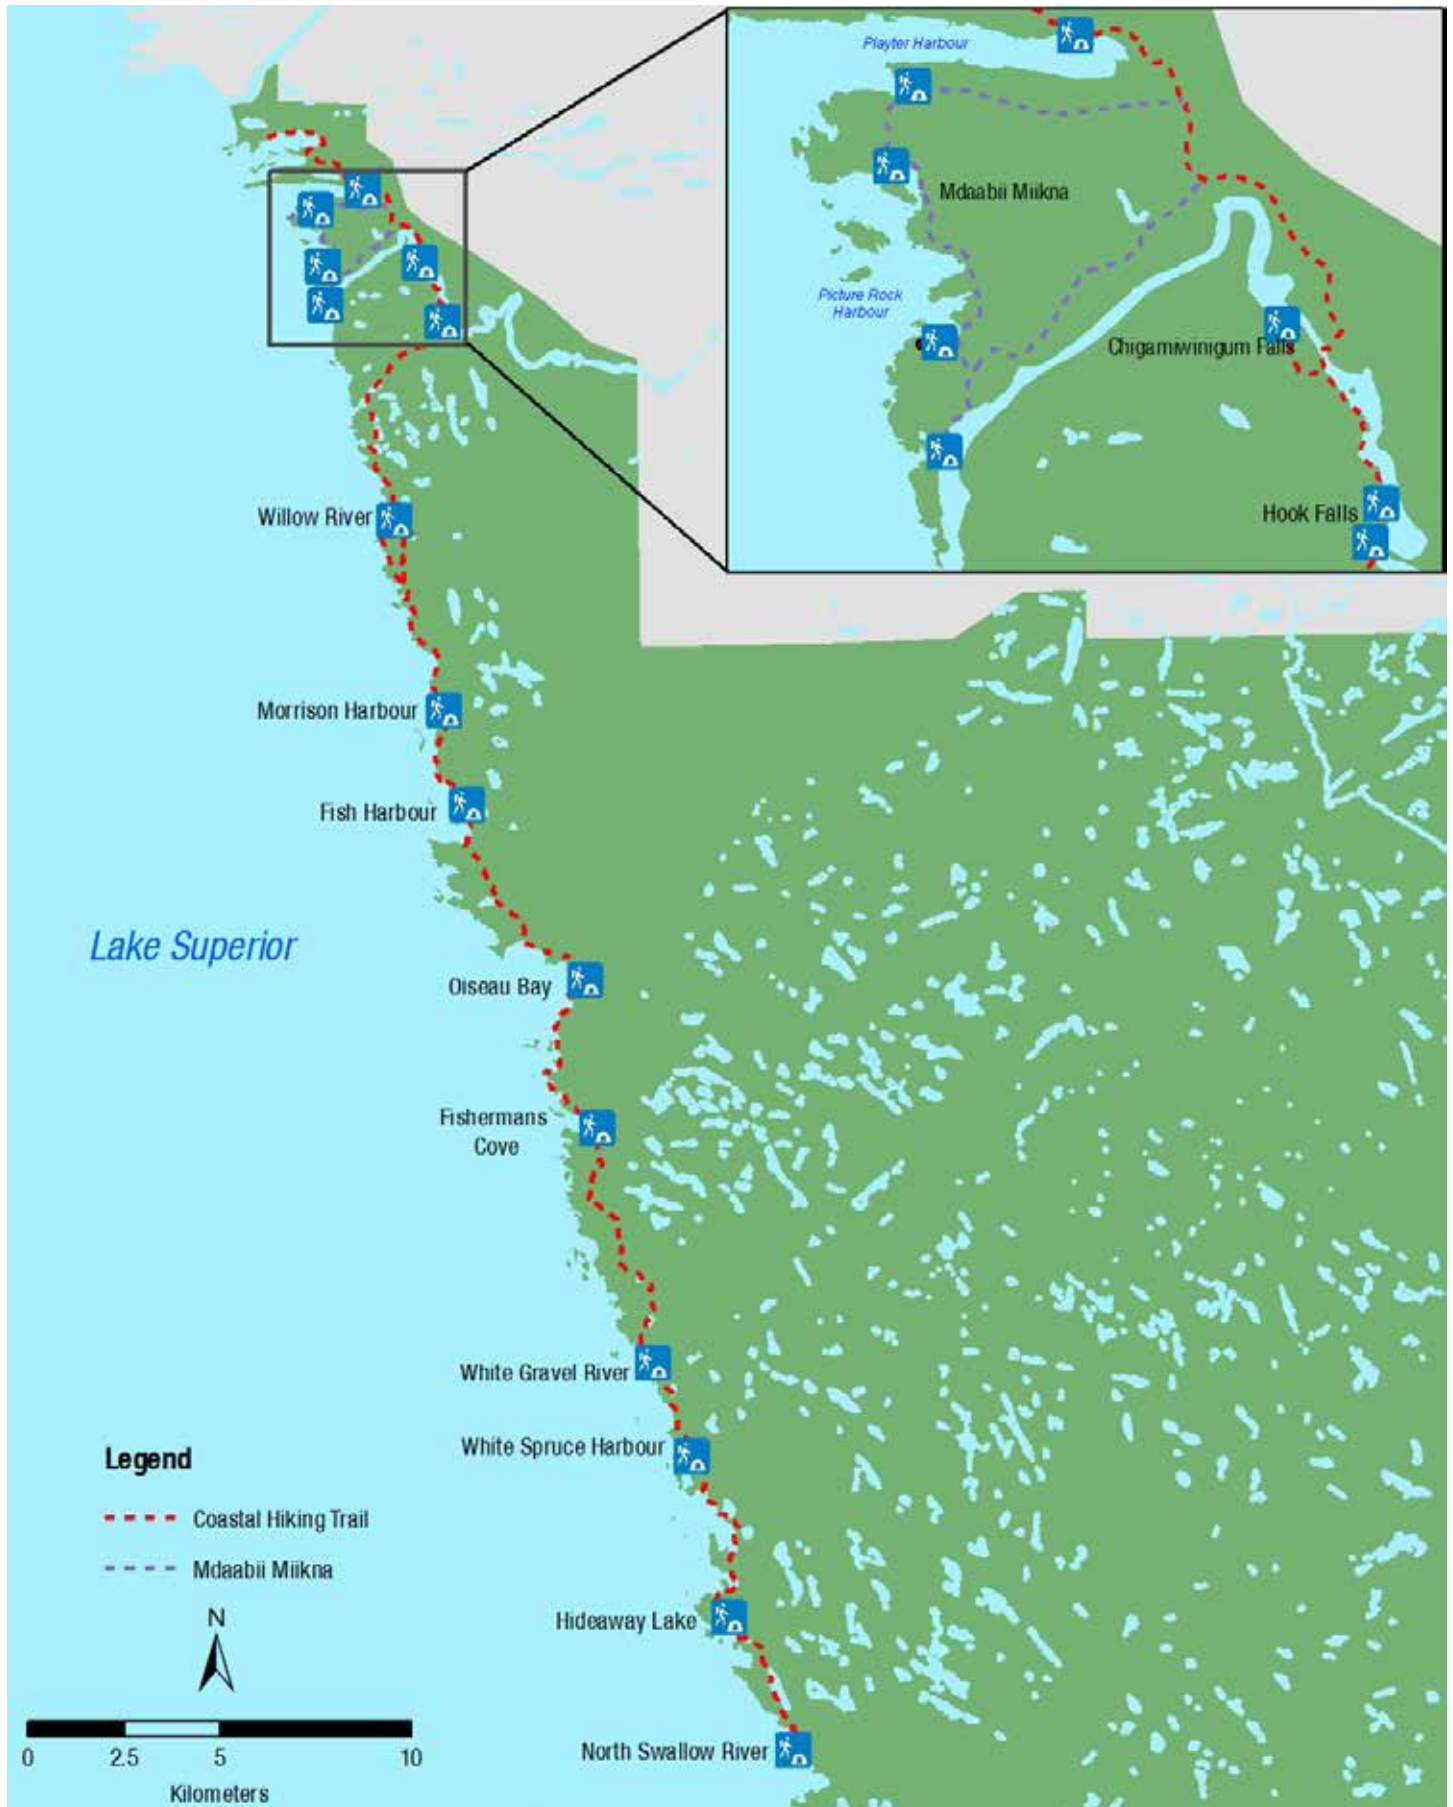 Playter Harbour
Mdaabii Miikna
Picture Rock
Harbour
Chigamiwinigum Falls
Hook Falls
Willow River
Morrison Harbour
Fish Harbour
Lake Superior
Oiseau Bay
Fishermans
Cove
White Gravel River
White Spruce Harbour
Legend
Coastal Hiking Trail
Mdaabii Miikna
N
Hideaway Lake
0 2.5 5 10
Kilometers
North Swallow River